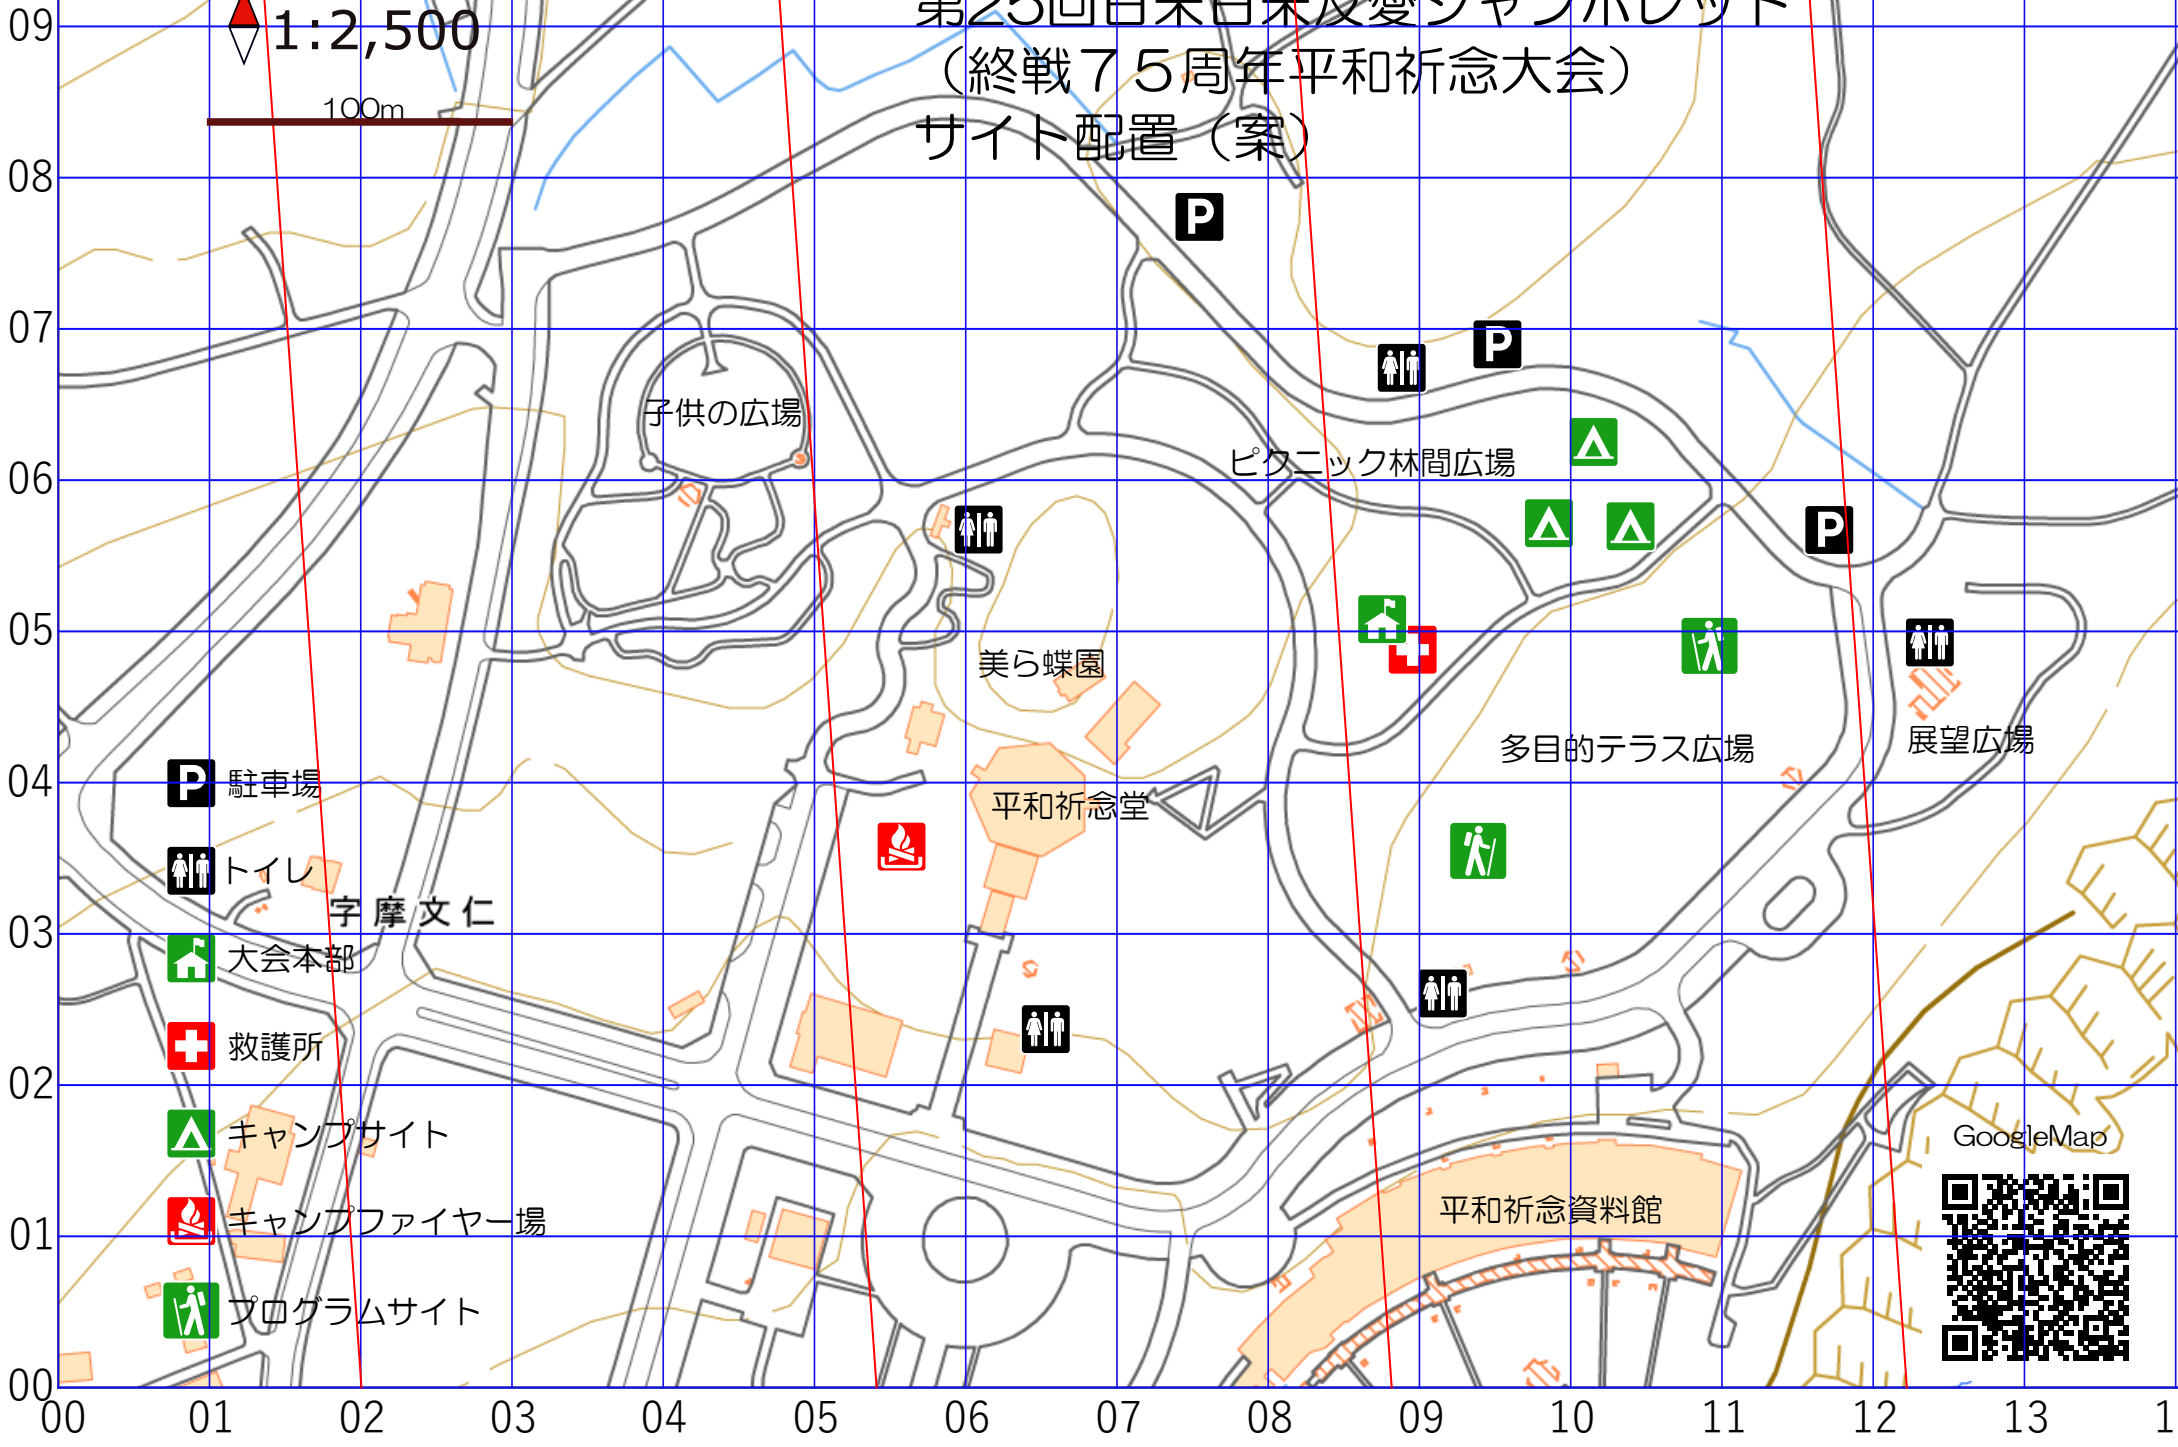 1:2,500
100m
（終戦７５周年平和祈念大会）
サイト配置（案）
09
08
07
06
05
04
03
02
01
00
P
P
子供の広場
ピクニック林間広場
P
美ら蝶園
多目的テラス広場
展望広場
平和祈念堂
P 駐車場
トイレ
字摩文仁
大会本部
救護所
キャンプサイト
キャンプファイヤー場
プログラムサイト
平和祈念資料館
GoogleMap
00 01 02 03 04 05 06 07 08 09 10 11 12 13 1